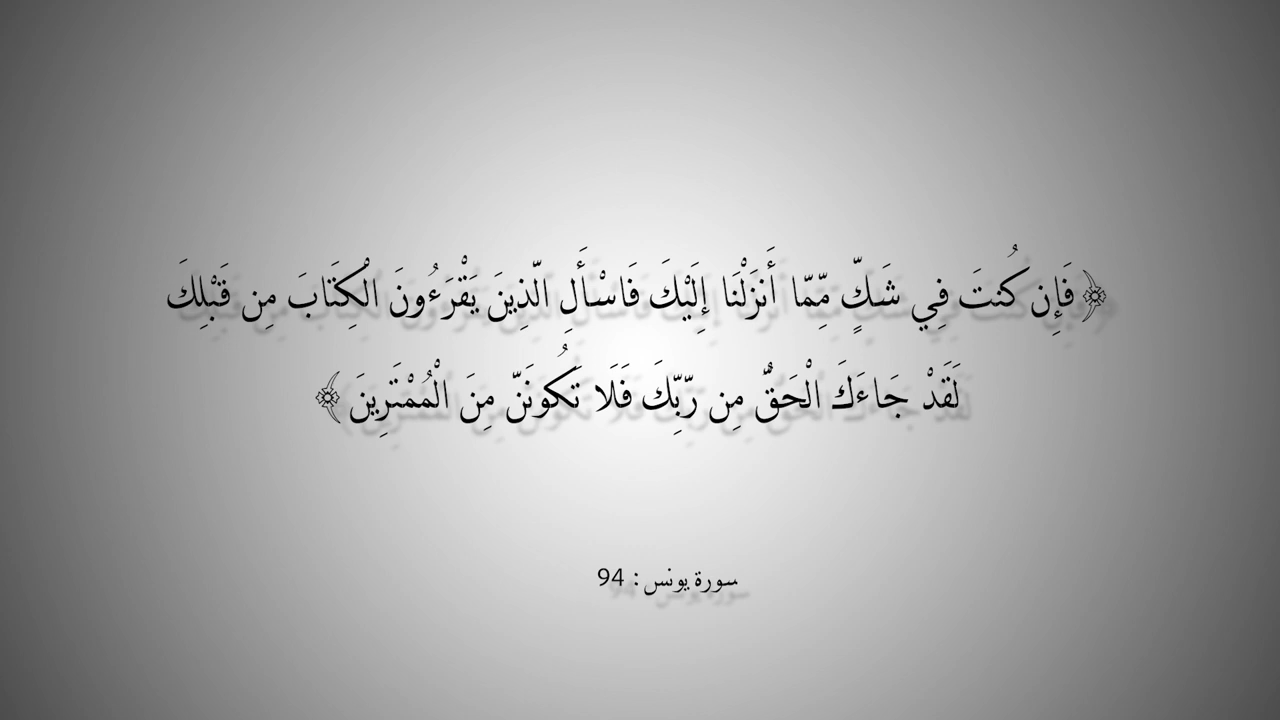 ﴿فَإِن كُنتَ فِي شَكٍّ مِّمَّا أَنزَلْنَا إِلَيْكَ فَاسْأَلِ الَّذِينَ يَقْرَءُونَ الْكِتَابَ مِن قَبْلِكَ
لَقَدْ جَاءَكَ الْحَقُّ مِن رَّبِّكَ فَلَا تَكُونَنَّ مِنَ الْمُمْتَرِينَ﴾
سورة يونس : 94